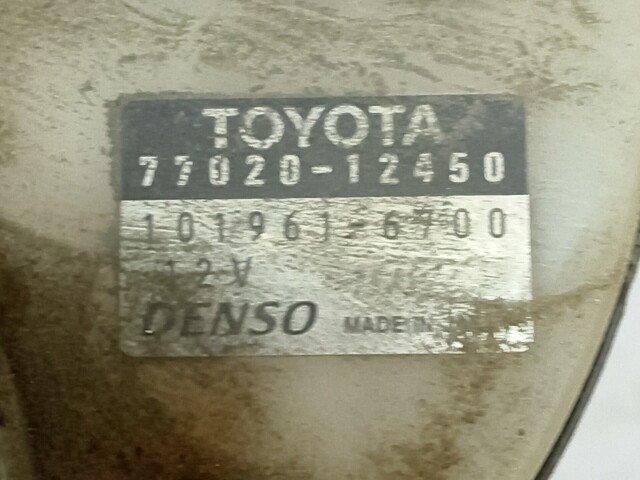 TOYOTA
77020-12450
101961-6700
12V
DENSO MADE IN